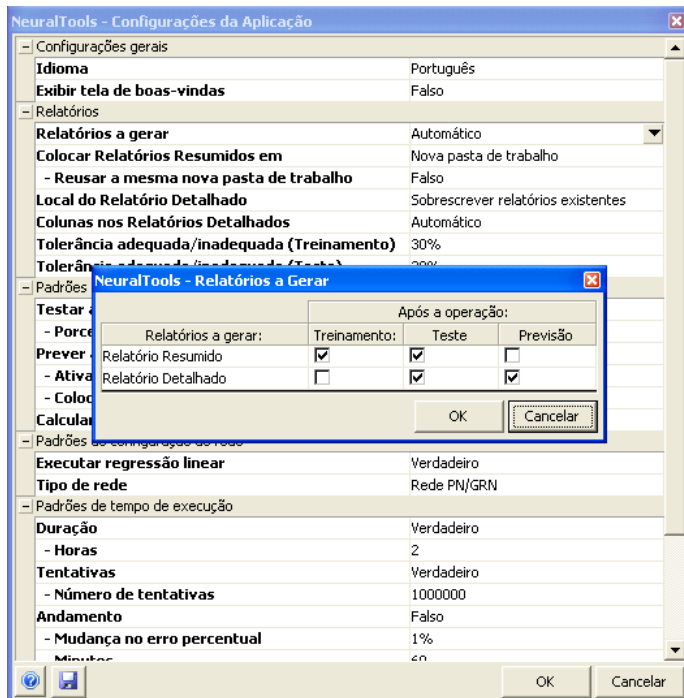 NeuralTools - Configurações da Aplicação
Configurações gerais
Idioma Português
Exibir tela de boas-vindas Falso
Relatórios
Relatórios a gerar Automático
Colocar Relatórios Resumidos em Nova pasta de trabalho
- Reusar a mesma nova pasta de trabalho Falso
Local do Relatório Detalhado Sobrescrever relatórios existentes
Colunas nos Relatórios Detalhados Automático
Tolerância adequada/inadequada (Treinamento) 30%
NeuralTools - Relatórios a Gerar
Após a operação:
Relatórios a gerar: Treinamento: Teste Previsão
Relatório Resumido
Relatório Detalhado
OK Cancelar
Padrões
Testar
- Porce
Prever
- Ativa
- Coloc
Calcular
Executar regressão linear Verdadeiro
Tipo de rede Rede PN/GRN
Padrões de tempo de execução
Duração Verdadeiro
- Horas 2
Tentativas Verdadeiro
- Número de tentativas 1000000
Andamento Falso
- Mudança no erro percentual 1%
- Minutos 60
OK Cancelar